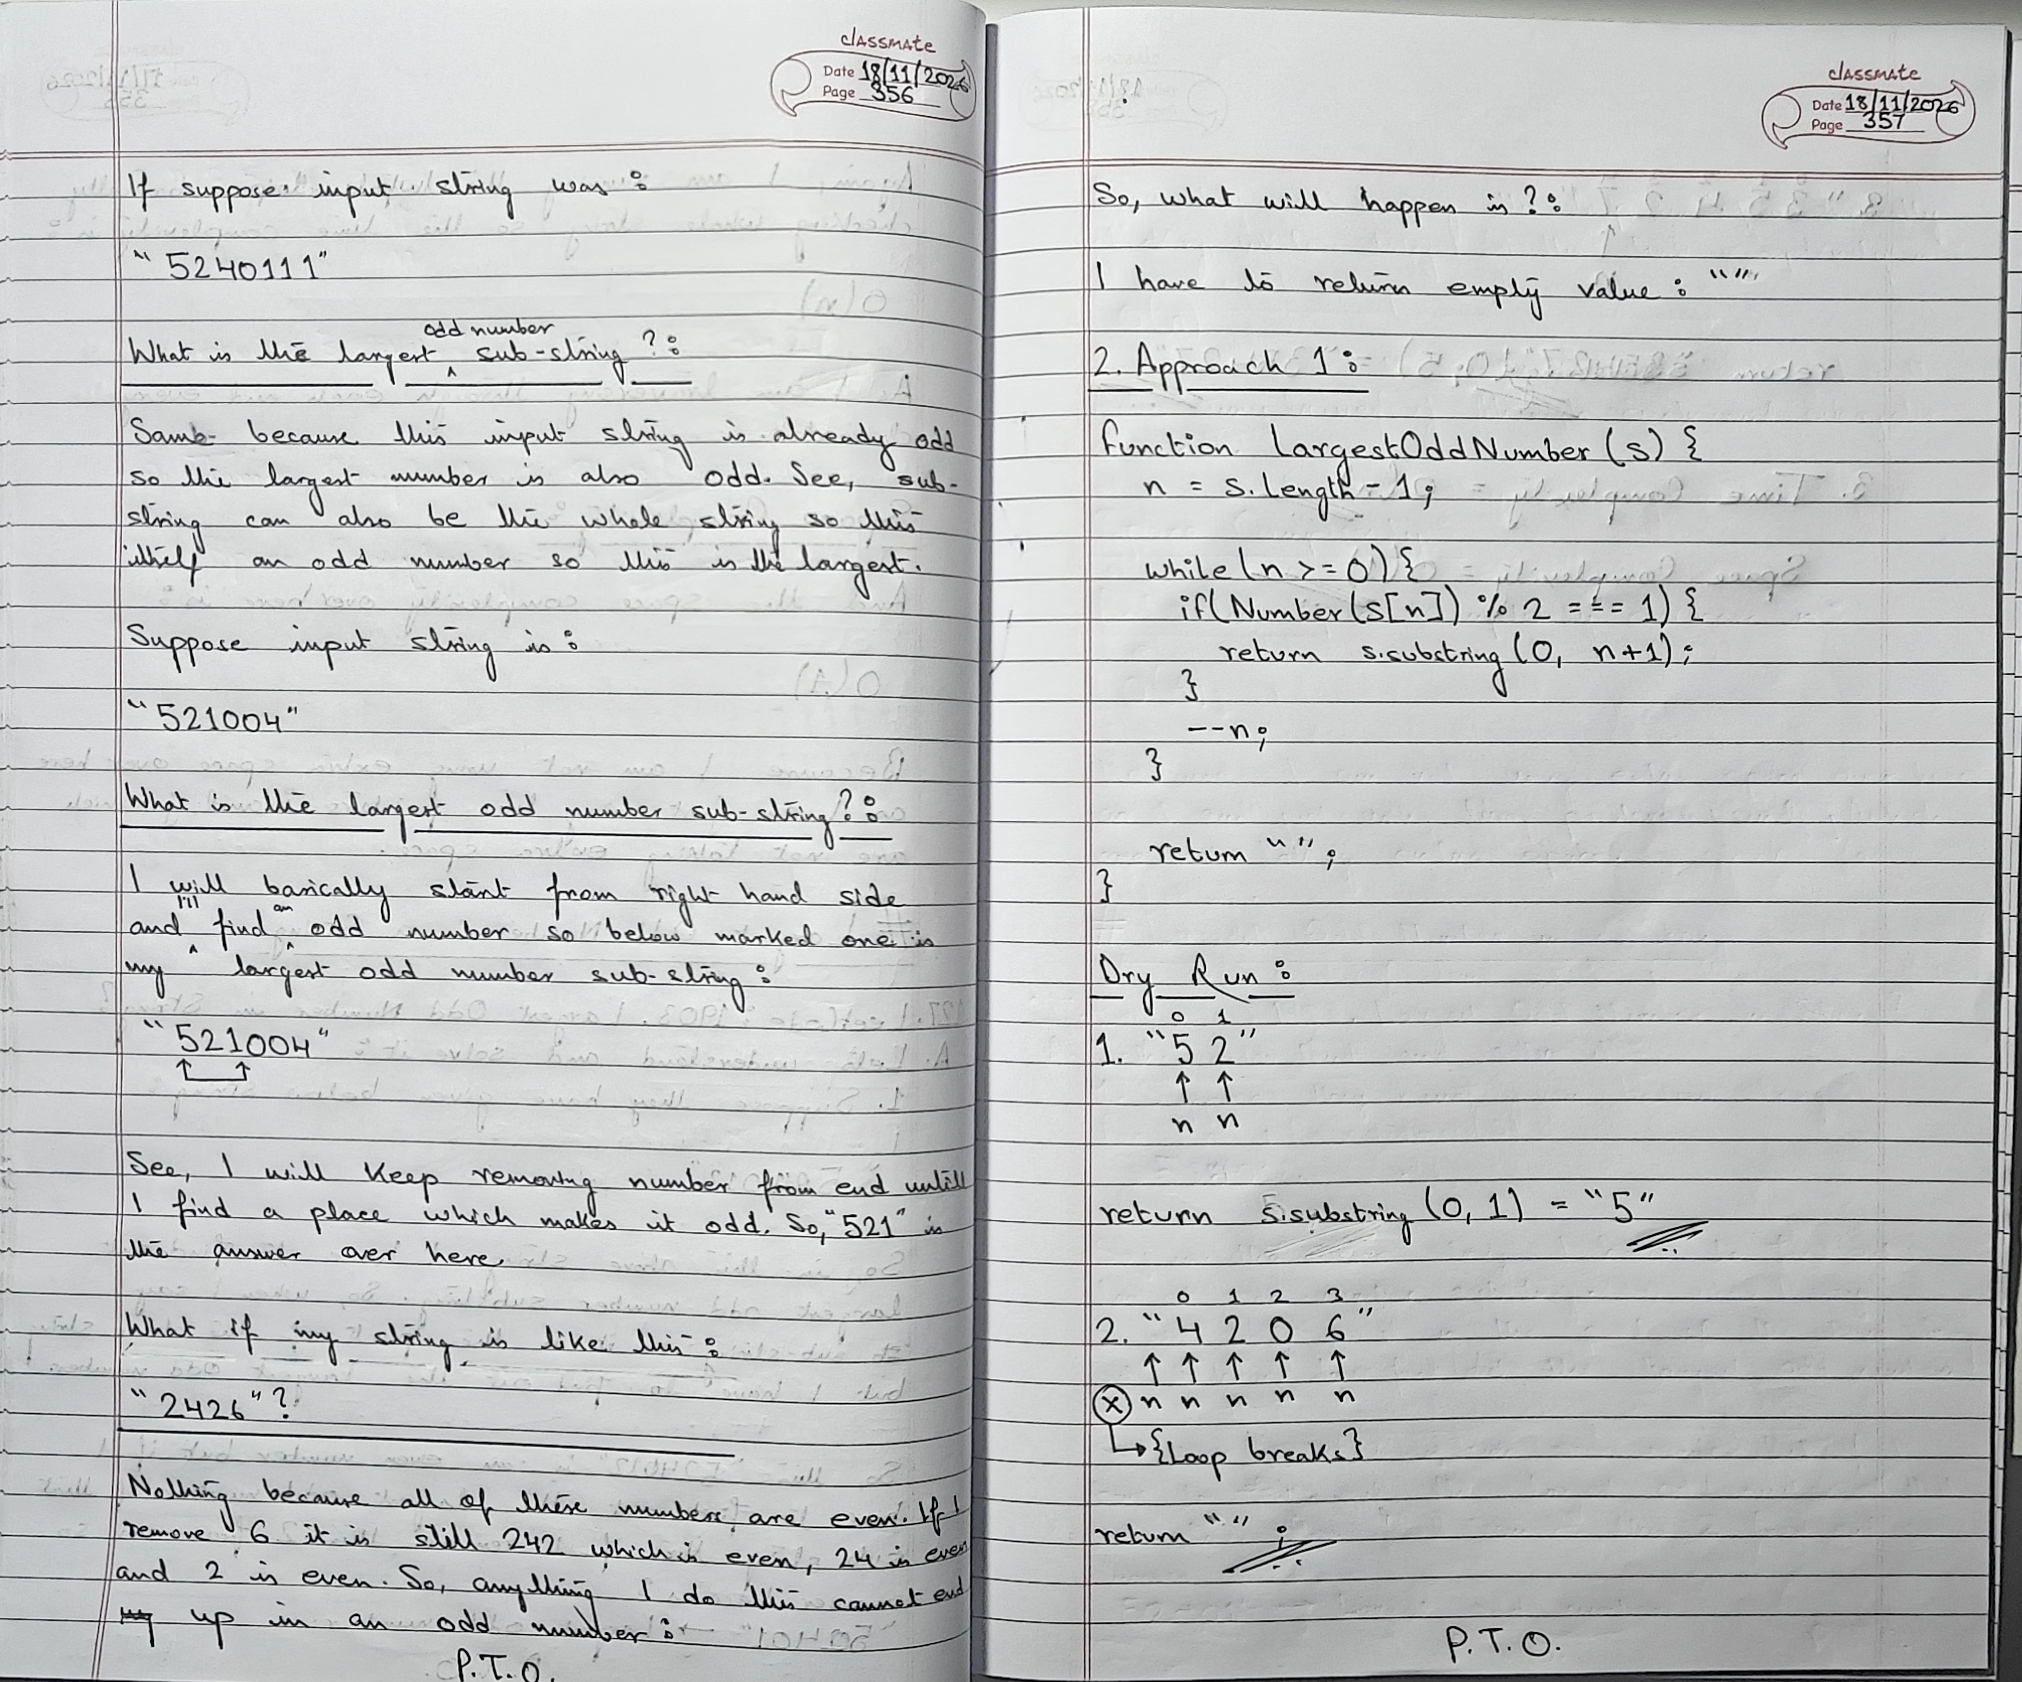 classmate
Date 18/11/2026
Page 356
If suppose input string was :
"5240111"
odd number
What is the largest ^ sub-string ? :
Same because this input string is already odd
so the largest number is also odd. See, sub-
string can also be the whole string so this
itself an odd number so this is the largest.
Suppose input string is :
"521004"
What is the largest odd number sub-string? :
I will basically start from right hand side
and till find an odd number so below marked one is
my largest odd number sub-string :
"521004"
See, I will keep removing number from end untill
I find a place which makes it odd. So, "521" is
the answer over here.
What if my string is like this :
"2426"?
Nothing because all of these numbers are even. If I
remove 6 it is still 242 which is even, 24 is even
and 2 is even. So, anything I do this cannot end
up in an odd number :
P.T.O.
classmate
Date 18/11/2026
Page 357
So, what will happen is ? :
I have to return empty value : ""
2. Approach 1 :
function largestOddNumber (s) {
n = s.length - 1;
while (n >= 0) {
if(Number(s[n]) % 2 === 1) {
return s.substring (0, n+1);
}
--n;
}
return "";
}
Dry Run :
0 1
1. "5 2"
↑ ↑
n n
return s.substring (0, 1) = "5"
0 1 2 3
2. "4 2 0 6"
↑ ↑ ↑ ↑ ↑
ⓧ n n n n n
↳ {Loop breaks}
return "";
P.T.O.